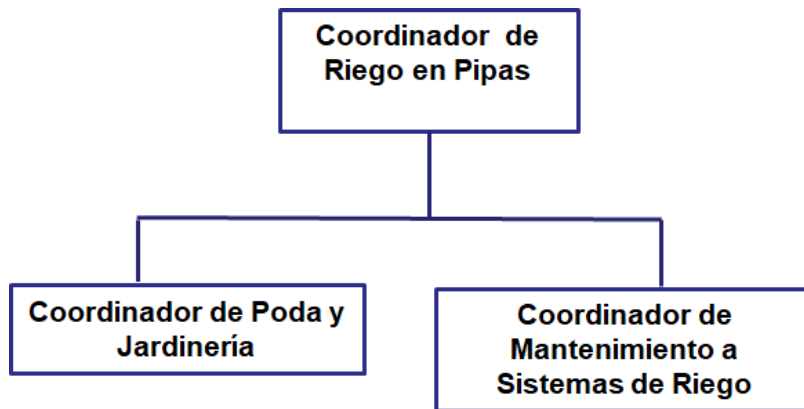 Coordinador de
Riego en Pipas
Coordinador de Poda y
Jardinería
Coordinador de
Mantenimiento a
Sistemas de Riego